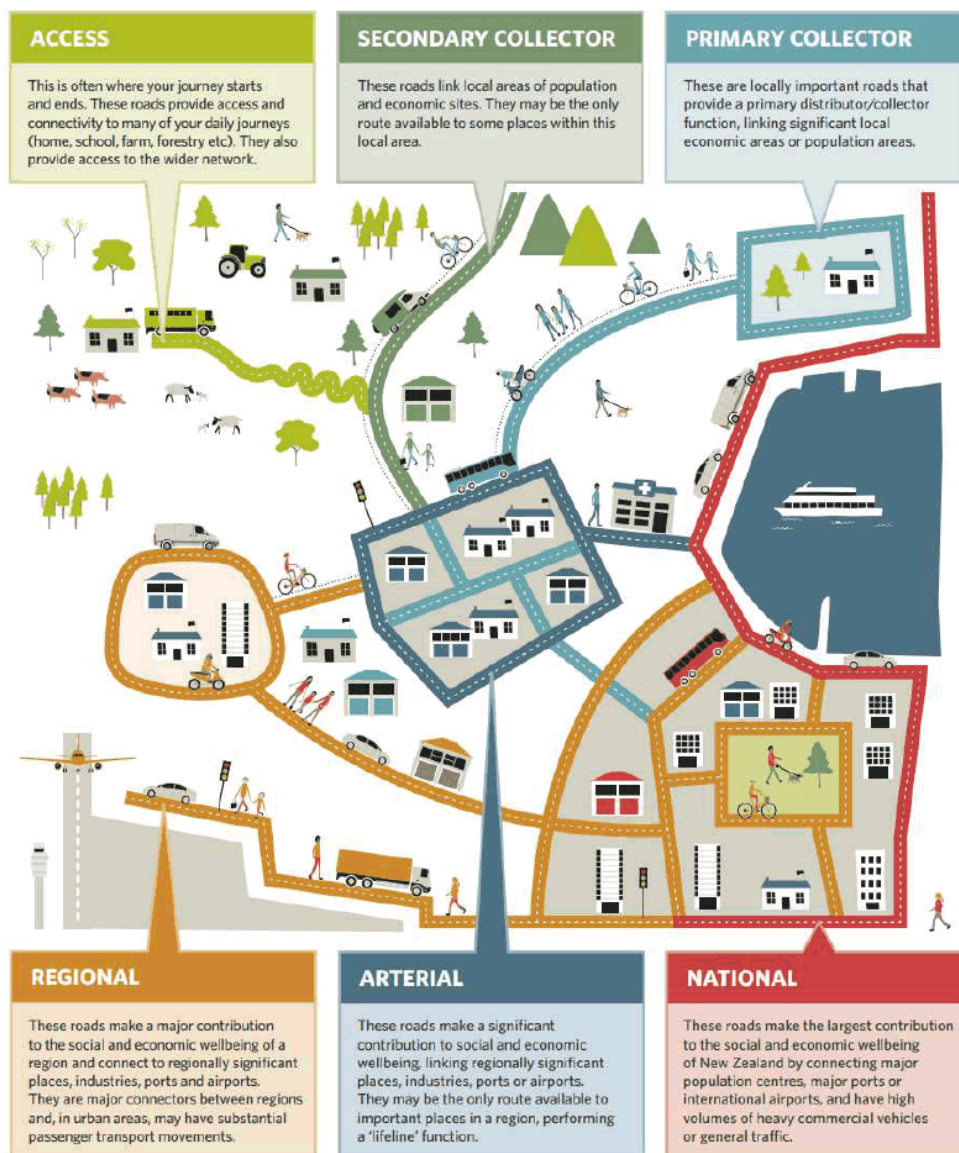 ACCESS
This is often where your journey starts
and ends. These roads provide access and
connectivity to many of your daily journeys
(home, school, farm, forestry etc). They also
provide access to the wider network.
SECONDARY COLLECTOR
These roads link local areas of population
and economic sites. They may be the only
route available to some places within this
local area.
PRIMARY COLLECTOR
These are locally important roads that
provide a primary distributor/collector
function, linking significant local
economic areas or population areas.
REGIONAL
These roads make a major contribution
to the social and economic wellbeing of a
region and connect to regionally significant
places, industries, ports and airports.
They are major connectors between regions
and, in urban areas, may have substantial
passenger transport movements.
ARTERIAL
These roads make a significant
contribution to social and economic
wellbeing, linking regionally significant
places, industries, ports or airports.
They may be the only route available to
important places in a region, performing
a 'lifeline' function.
NATIONAL
These roads make the largest contribution
to the social and economic wellbeing
of New Zealand by connecting major
population centres, major ports or
international airports, and have high
volumes of heavy commercial vehicles
or general traffic.